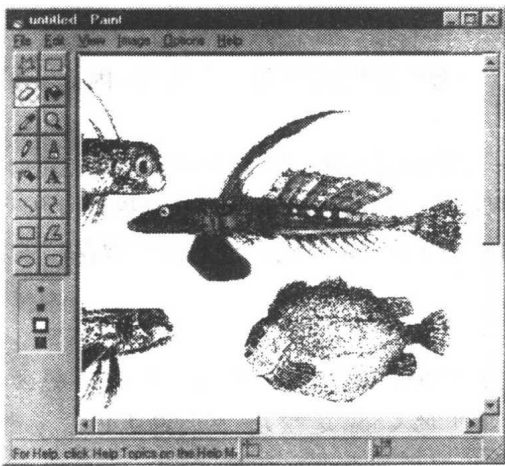 untitled - Paint
File Edit View Image Options Help
A
For Help, click Help Topics on the Help M